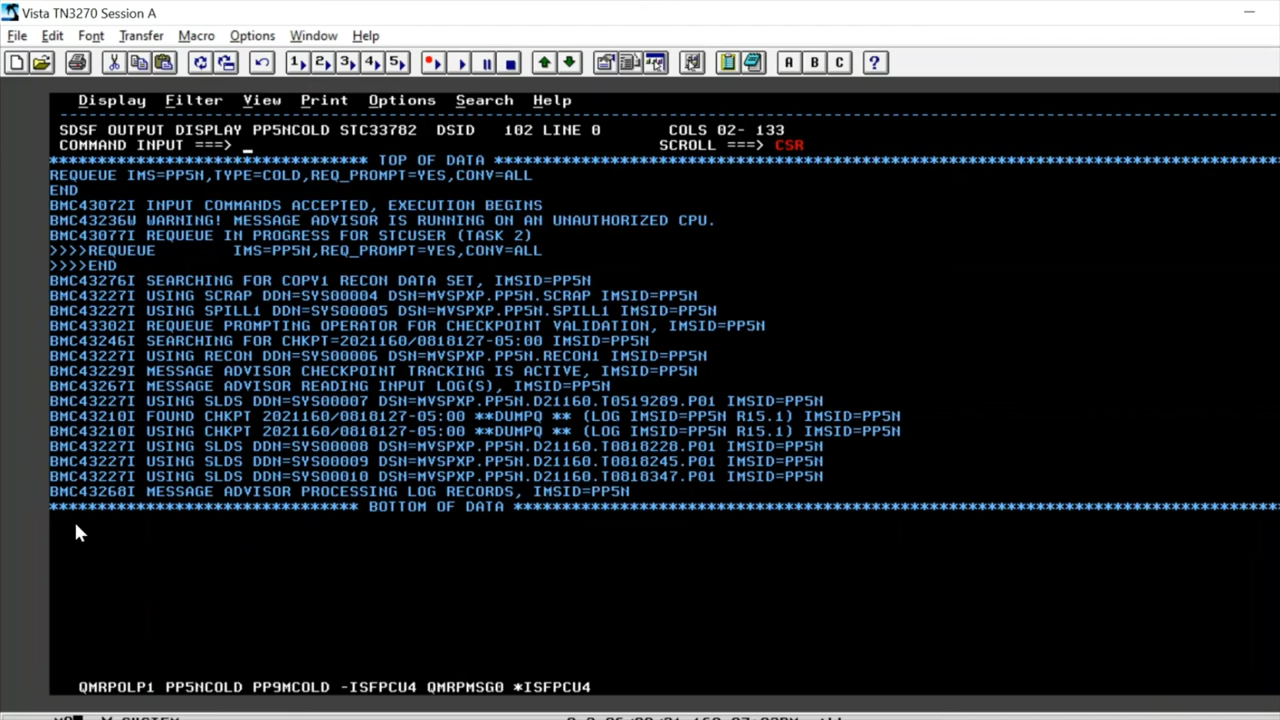 Vista TN3270 Session A
File Edit Font Transfer Macro Options Window Help
1 2 3 4 5 A B C ?
Display Filter View Print Options Search Help
-------------------------------------------------------------------------------
SDSF OUTPUT DISPLAY PP5NCOLD STC33782 DSID 102 LINE 0 COLS 02- 133
COMMAND INPUT ===> _ SCROLL ===> CSR
********************************* TOP OF DATA **********************************
REQUEUE IMS=PP5N,TYPE=COLD,REQ_PROMPT=YES,CONV=ALL
END
BMC43072I INPUT COMMANDS ACCEPTED, EXECUTION BEGINS
BMC43236W WARNING! MESSAGE ADVISOR IS RUNNING ON AN UNAUTHORIZED CPU.
BMC43077I REQUEUE IN PROGRESS FOR STCUSER (TASK 2)
>>>>REQUEUE IMS=PP5N,REQ_PROMPT=YES,CONV=ALL
>>>>END
BMC43276I SEARCHING FOR COPY1 RECON DATA SET, IMSID=PP5N
BMC43227I USING SCRAP DDN=SYS00004 DSN=MVSPXP.PP5N.SCRAP IMSID=PP5N
BMC43227I USING SPILL1 DDN=SYS00005 DSN=MVSPXP.PP5N.SPILL1 IMSID=PP5N
BMC43302I REQUEUE PROMPTING OPERATOR FOR CHECKPOINT VALIDATION, IMSID=PP5N
BMC43246I SEARCHING FOR CHKPT=2021160/0818127-05:00 IMSID=PP5N
BMC43227I USING RECON DDN=SYS00006 DSN=MVSPXP.PP5N.RECON1 IMSID=PP5N
BMC43229I MESSAGE ADVISOR CHECKPOINT TRACKING IS ACTIVE, IMSID=PP5N
BMC43267I MESSAGE ADVISOR READING INPUT LOG(S), IMSID=PP5N
BMC43227I USING SLDS DDN=SYS00007 DSN=MVSPXP.PP5N.D21160.T0519289.P01 IMSID=PP5N
BMC43210I FOUND CHKPT 2021160/0818127-05:00 **DUMPQ ** (LOG IMSID=PP5N R15.1) IMSID=PP5N
BMC43210I USING CHKPT 2021160/0818127-05:00 **DUMPQ ** (LOG IMSID=PP5N R15.1) IMSID=PP5N
BMC43227I USING SLDS DDN=SYS00008 DSN=MVSPXP.PP5N.D21160.T0818228.P01 IMSID=PP5N
BMC43227I USING SLDS DDN=SYS00009 DSN=MVSPXP.PP5N.D21160.T0818245.P01 IMSID=PP5N
BMC43227I USING SLDS DDN=SYS00010 DSN=MVSPXP.PP5N.D21160.T0818347.P01 IMSID=PP5N
BMC43268I MESSAGE ADVISOR PROCESSING LOG RECORDS, IMSID=PP5N
******************************** BOTTOM OF DATA ********************************
QMRPOLP1 PP5NCOLD PP9MCOLD -ISFPCU4 QMRPMSG0 *ISFPCU4